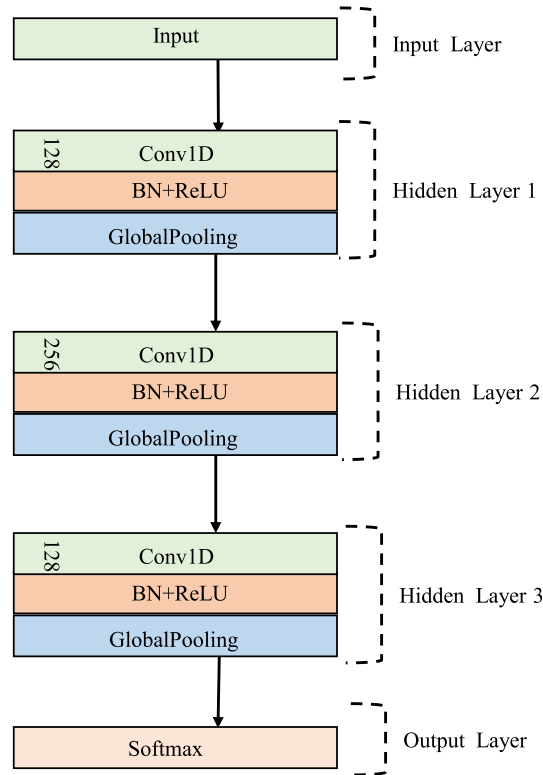 Input
Input Layer
128
Conv1D
BN+ReLU
GlobalPooling
Hidden Layer 1
256
Conv1D
BN+ReLU
GlobalPooling
Hidden Layer 2
128
Conv1D
BN+ReLU
GlobalPooling
Hidden Layer 3
Softmax
Output Layer